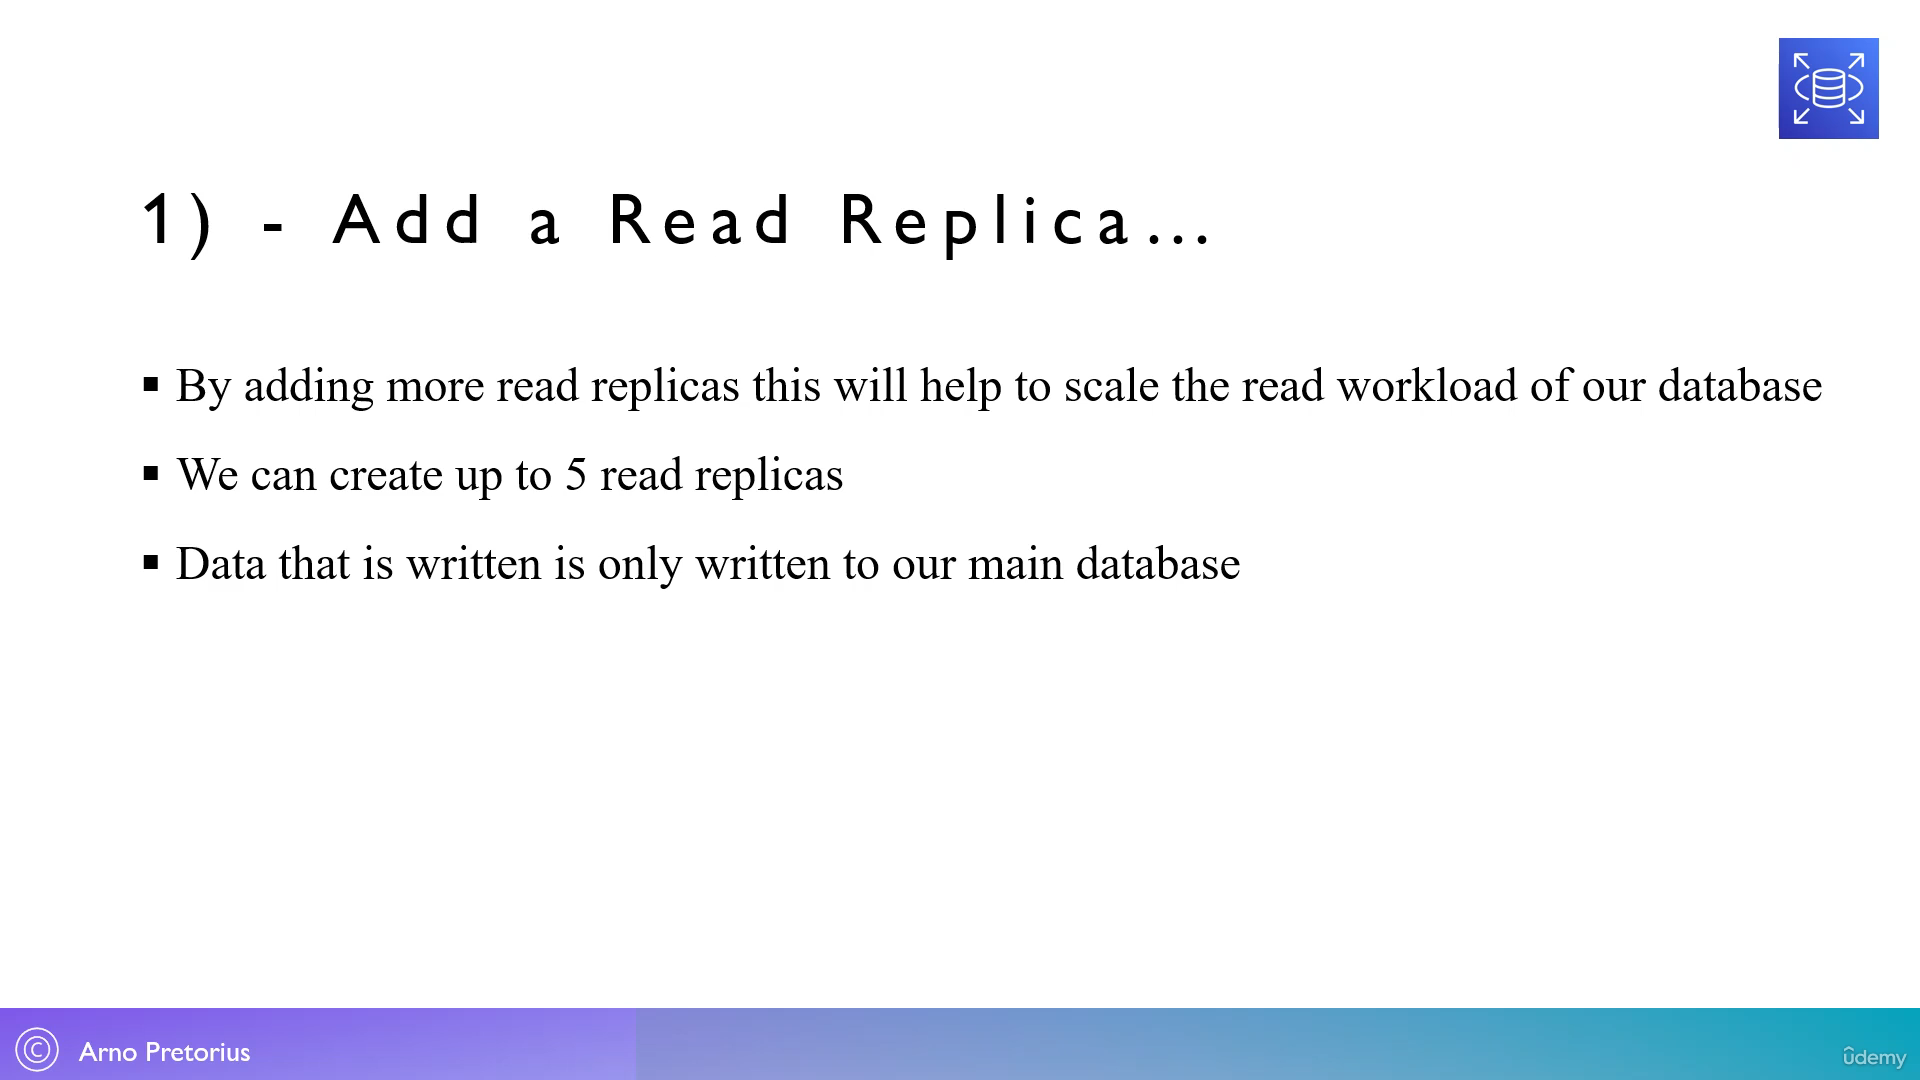 1) - Add a Read Replica…
▪ By adding more read replicas this will help to scale the read workload of our database
▪ We can create up to 5 read replicas
▪ Data that is written is only written to our main database
© Arno Pretorius
ûdemy